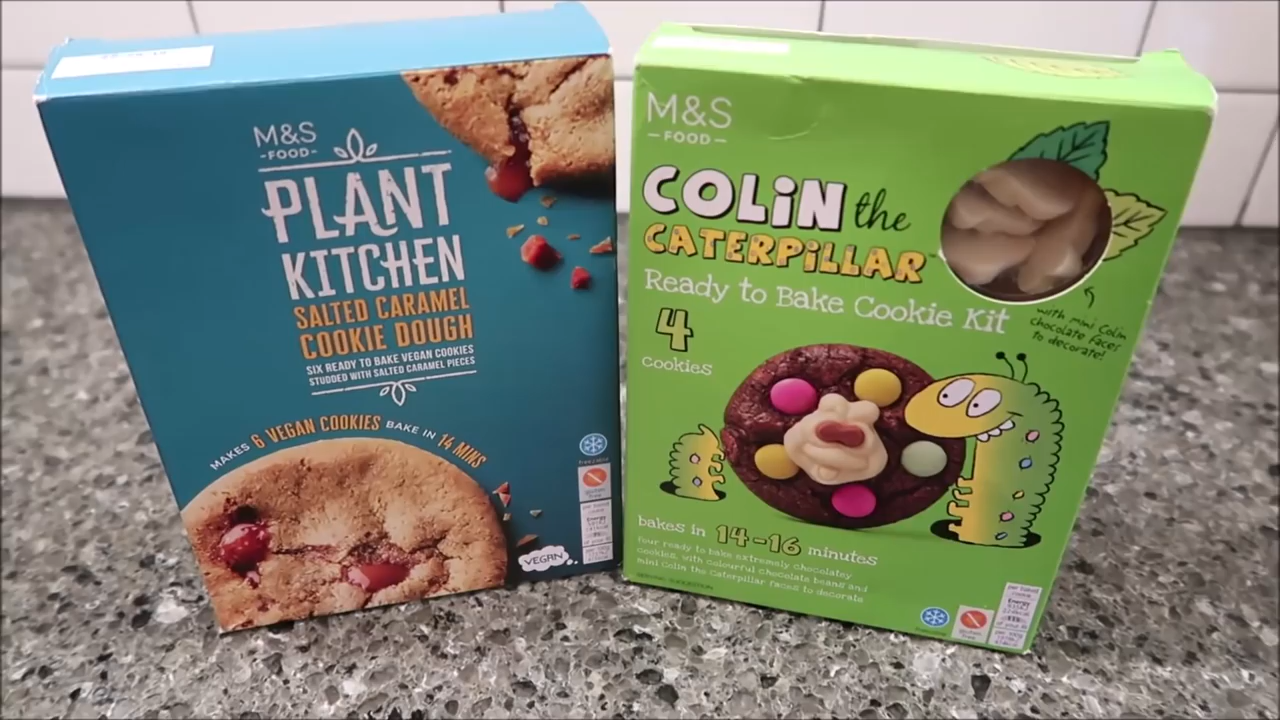 M&S
-FOOD-
PLANT
KITCHEN
SALTED CARAMEL
COOKIE DOUGH
SIX READY TO BAKE VEGAN COOKIES
STUDDED WITH SALTED CARAMEL PIECES
MAKES 6 VEGAN COOKIES BAKE IN 14 MINS
VEGAN
M&S
-FOOD-
COLiN the
CATERPiLLAR
Ready to Bake Cookie Kit
4
cookies
with mini Colin
chocolate faces
to decorate!
bakes in 14-16 minutes
four ready to bake extremely chocolatey
cookies, with colourful chocolate beans and
mini Colin the Caterpillar faces to decorate